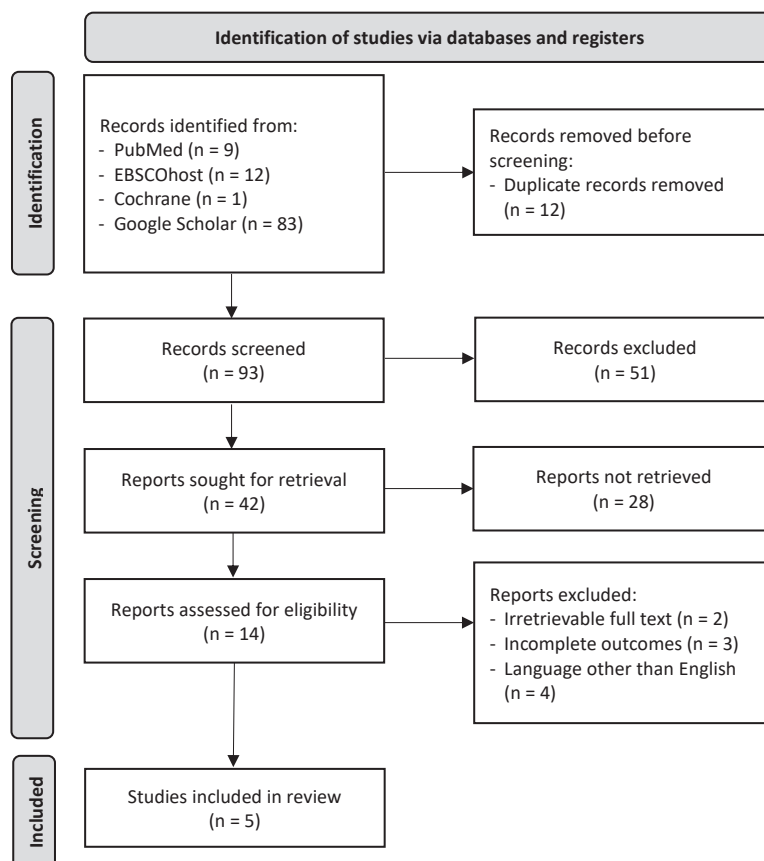 Identification of studies via databases and registers
Identification
Records identified from:
- PubMed (n = 9)
- EBSCOhost (n = 12)
- Cochrane (n = 1)
- Google Scholar (n = 83)
Records removed before
screening:
- Duplicate records removed
(n = 12)
Screening
Records screened
(n = 93)
Records excluded
(n = 51)
Reports sought for retrieval
(n = 42)
Reports not retrieved
(n = 28)
Reports assessed for eligibility
(n = 14)
Reports excluded:
- Irretrievable full text (n = 2)
- Incomplete outcomes (n = 3)
- Language other than English
(n = 4)
Included
Studies included in review
(n = 5)